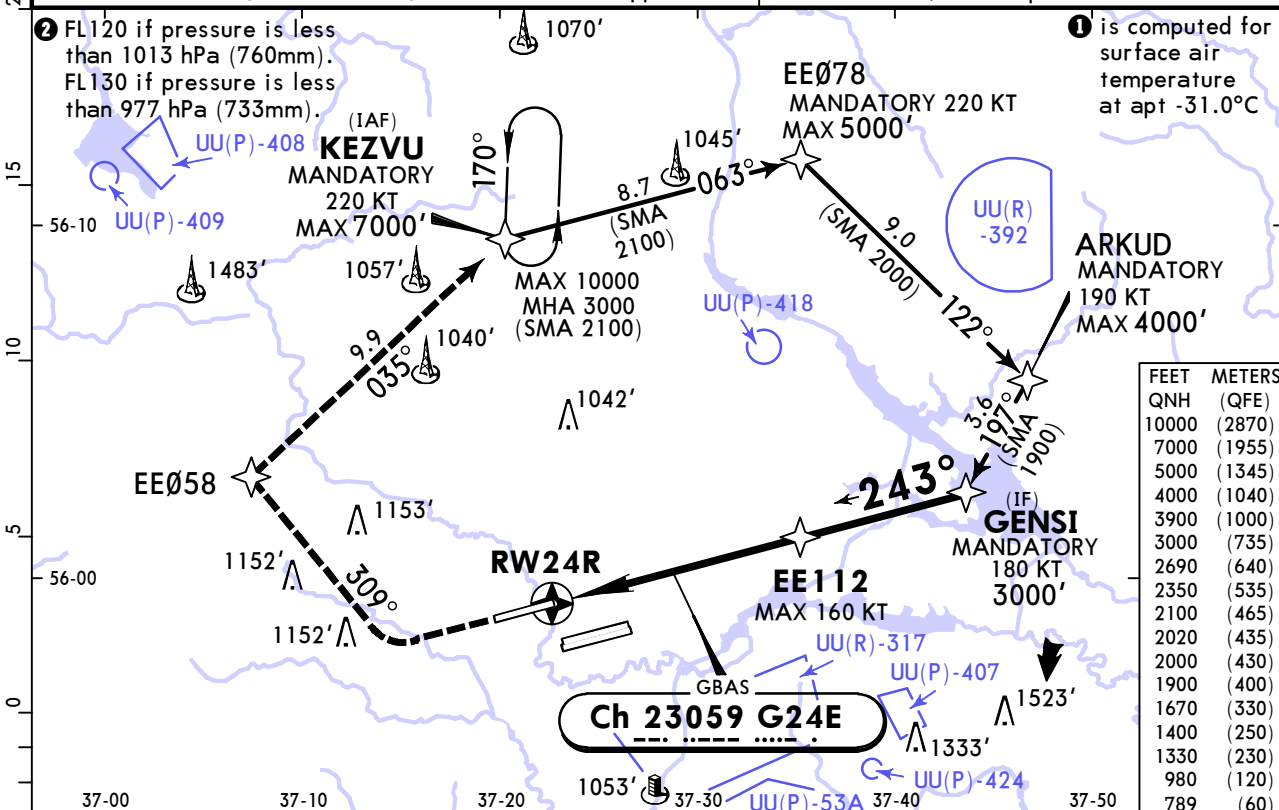 ❷ FL120 if pressure is less
than 1013 hPa (760mm).
FL130 if pressure is less
than 977 hPa (733mm).
❶ is computed for
surface air
temperature
at apt -31.0°C
1070'
EEØ78
MANDATORY 220 KT
MAX 5000'
(IAF)
KEZVU
MANDATORY
220 KT
MAX 7000'
170°
UU(P)-408
UU(P)-409
1045'
8.7
063°
(SMA
2100)
15
56-10
UU(R)
-392
9.0
(SMA 2000)
122°
ARKUD
MANDATORY
190 KT
MAX 4000'
1483'
1057'
MAX 10000
MHA 3000
(SMA 2100)
UU(P)-418
10
9.9
035°
1040'
1042'
3.6
197°
(SMA
1900)
EEØ58
1153'
243°
(IF)
GENSI
MANDATORY
180 KT
3000'
5
56-00
1152'
309°
1152'
RW24R
EE112
MAX 160 KT
UU(R)-317
UU(P)-407
1523'
0
GBAS
Ch 23059 G24E
1333'
1053'
UU(P)-424
UU(P)-53A
37-00
37-10
37-20
37-30
37-40
37-50
FEET METERS
QNH (QFE)
10000 (2870)
7000 (1955)
5000 (1345)
4000 (1040)
3900 (1000)
3000 (735)
2690 (640)
2350 (535)
2100 (465)
2020 (435)
2000 (430)
1900 (400)
1670 (330)
1400 (250)
1330 (230)
980 (120)
789 (60)